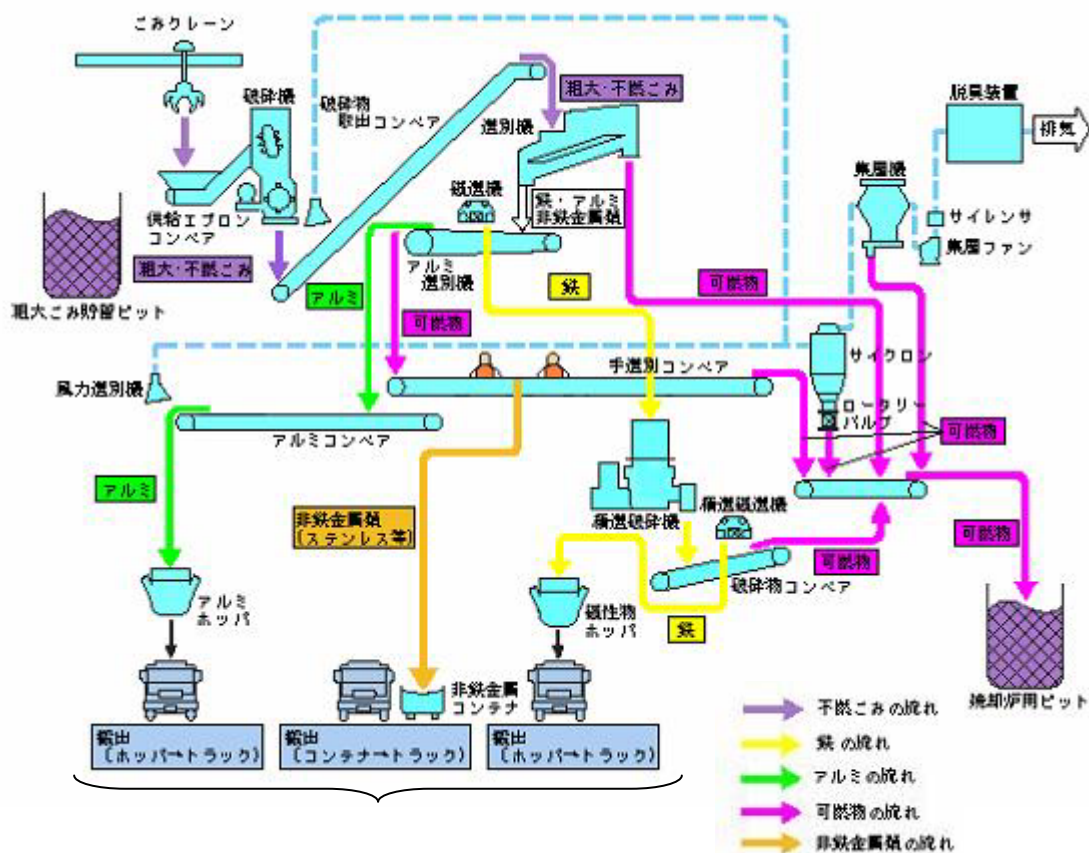 ごみクレーン
破砕機
供給エプロン
コンベア
粗大・不燃ごみ
粗大ごみ貯留ピット
破砕物
取出コンベア
粗大・不燃ごみ
選別機
磁選機
鉄・アルミ
非鉄金属類
アルミ
選別機
アルミ
可燃物
鉄
可燃物
脱臭装置
排気
集塵機
サイレンサ
集塵ファン
サイクロン
ロータリー
バルブ
可燃物
風力選別機
手選別コンベア
アルミコンベア
アルミ
非鉄金属類
(ステンレス等)
破砕物コンベア
可燃物
可燃物
鉄
アルミ
ホッパ
磁性物
ホッパ
非鉄金属
コンテナ
焼却炉用ピット
搬出
(ホッパ→トラック)
搬出
(コンテナ→トラック)
搬出
(ホッパ→トラック)
不燃ごみの流れ
鉄の流れ
アルミの流れ
可燃物の流れ
非鉄金属類の流れ